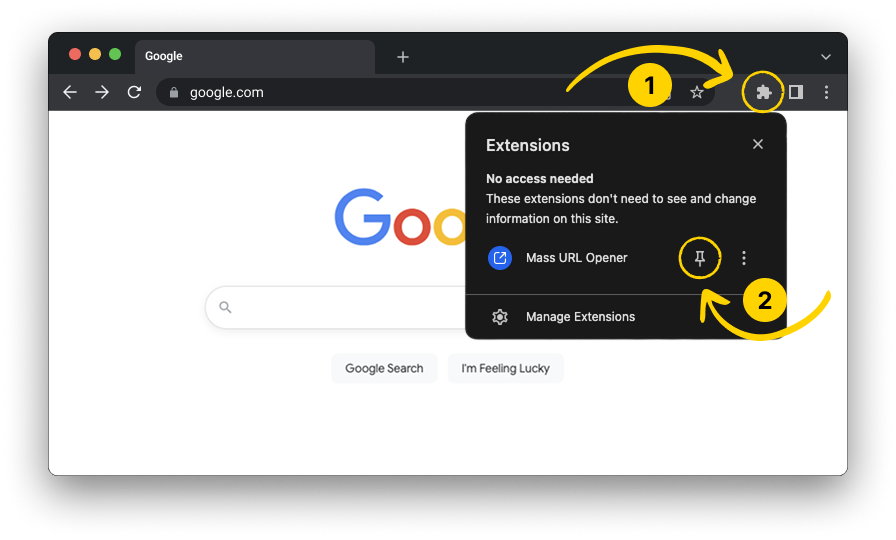 Google
google.com
1
Extensions
No access needed
These extensions don't need to see and change
information on this site.
Goo
Mass URL Opener
2
Manage Extensions
Google Search
I'm Feeling Lucky